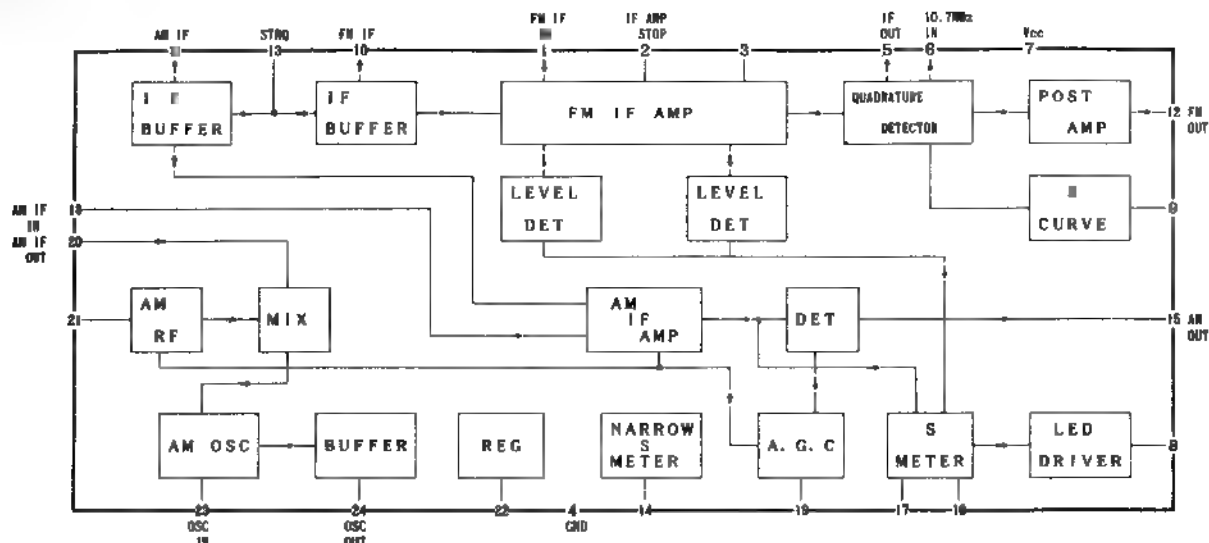 AM IF
STRQ
FM IF
FM IF
IF AMP
STOP
IF
OUT
10.7MHz
IN
Vcc
13
10
1
2
3
5
6
7
I
BUFFER
IF
BUFFER
FM IF AMP
QUADRATURE
DETECTOR
POST
AMP
12 FM
OUT
LEVEL
DET
LEVEL
DET
CURVE
AM IF
IN
AM IF 20
OUT
21
AM
RF
MIX
AM
IF
AMP
DET
15 AM
OUT
AM OSC
BUFFER
REG
NARROW
S
METER
A.G.C
S
METER
LED
DRIVER
8
23
OSC
IN
24
OSC
OUT
22
4
GND
14
17